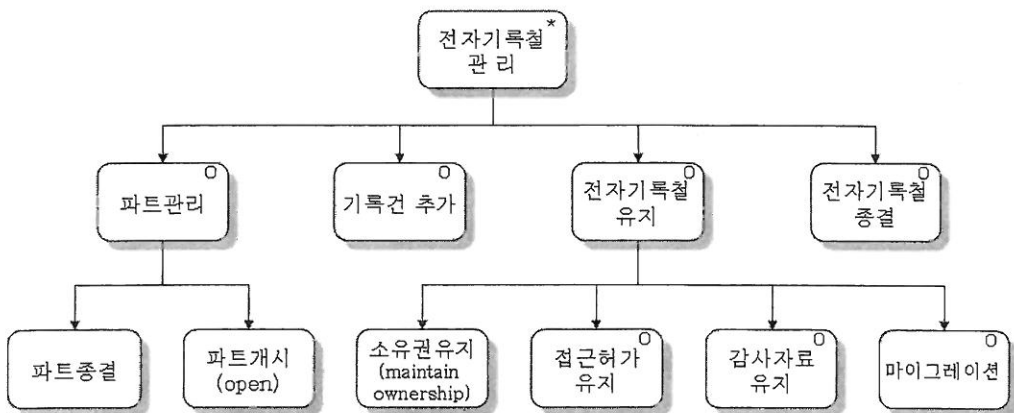 전자기록철 *
관 리
파트관리 O
기록건 추가 O
전자기록철 O
유지
전자기록철 O
종결
파트종결
파트개시
(open)
소유권유지
(maintain
ownership)
접근허가 O
유지
감사자료 O
유지
마이그레이션 O